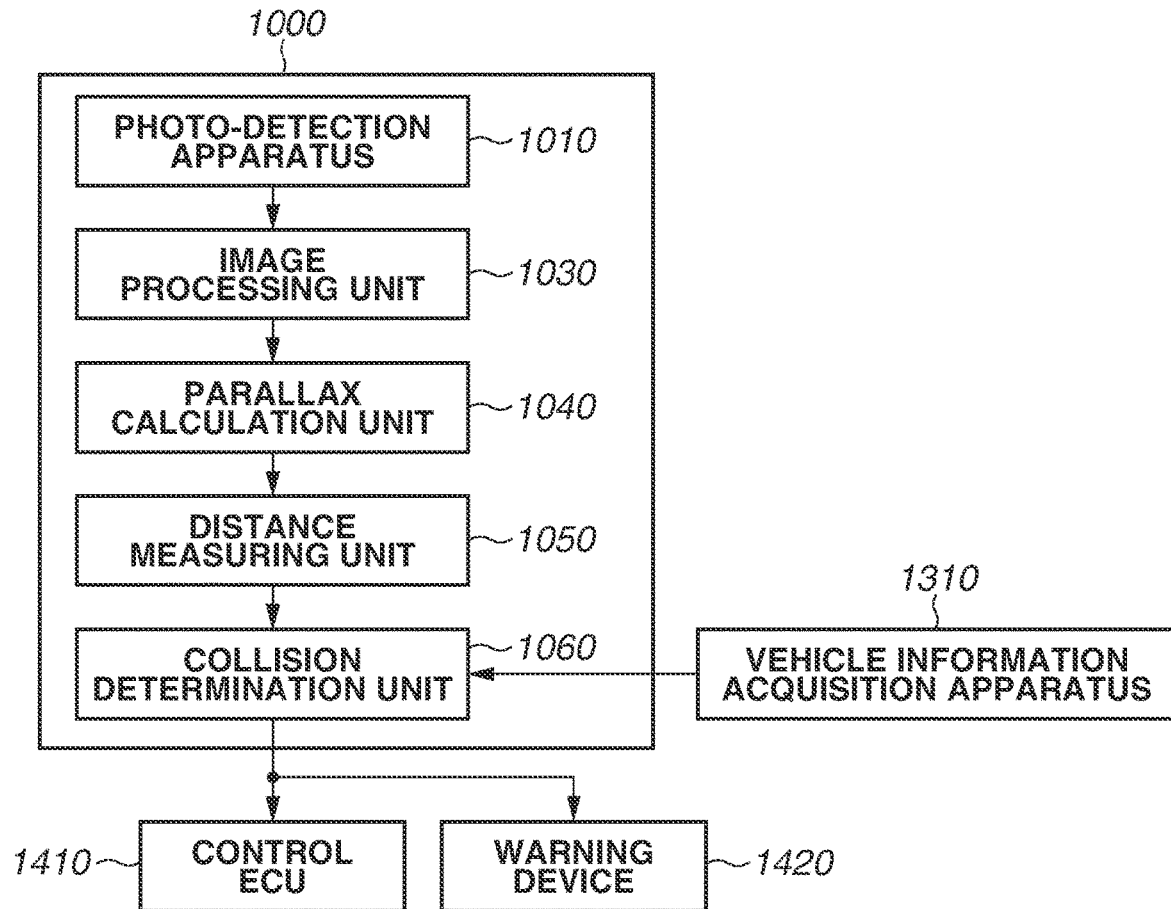 1000
PHOTO-DETECTION
APPARATUS
1010
IMAGE
PROCESSING UNIT
1030
PARALLAX
CALCULATION UNIT
1040
DISTANCE
MEASURING UNIT
1050
COLLISION
DETERMINATION UNIT
1060
1310
VEHICLE INFORMATION
ACQUISITION APPARATUS
1410
CONTROL
ECU
WARNING
DEVICE
1420